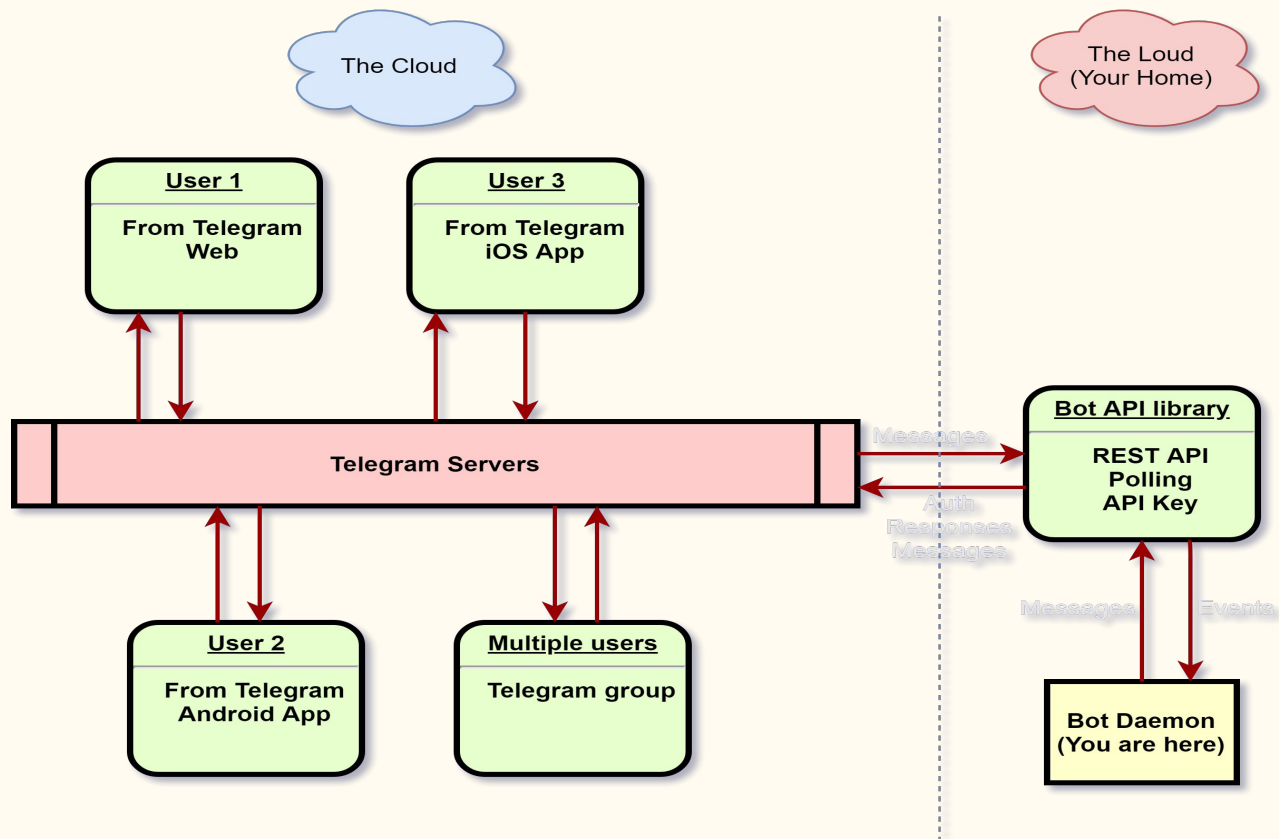 The Cloud
The Loud
(Your Home)
User 1
From Telegram
Web
User 3
From Telegram
iOS App
Telegram Servers
Messages
Auth
Responses
Messages
Bot API library
REST API
Polling
API Key
Messages
Events
User 2
From Telegram
Android App
Multiple users
Telegram group
Bot Daemon
(You are here)